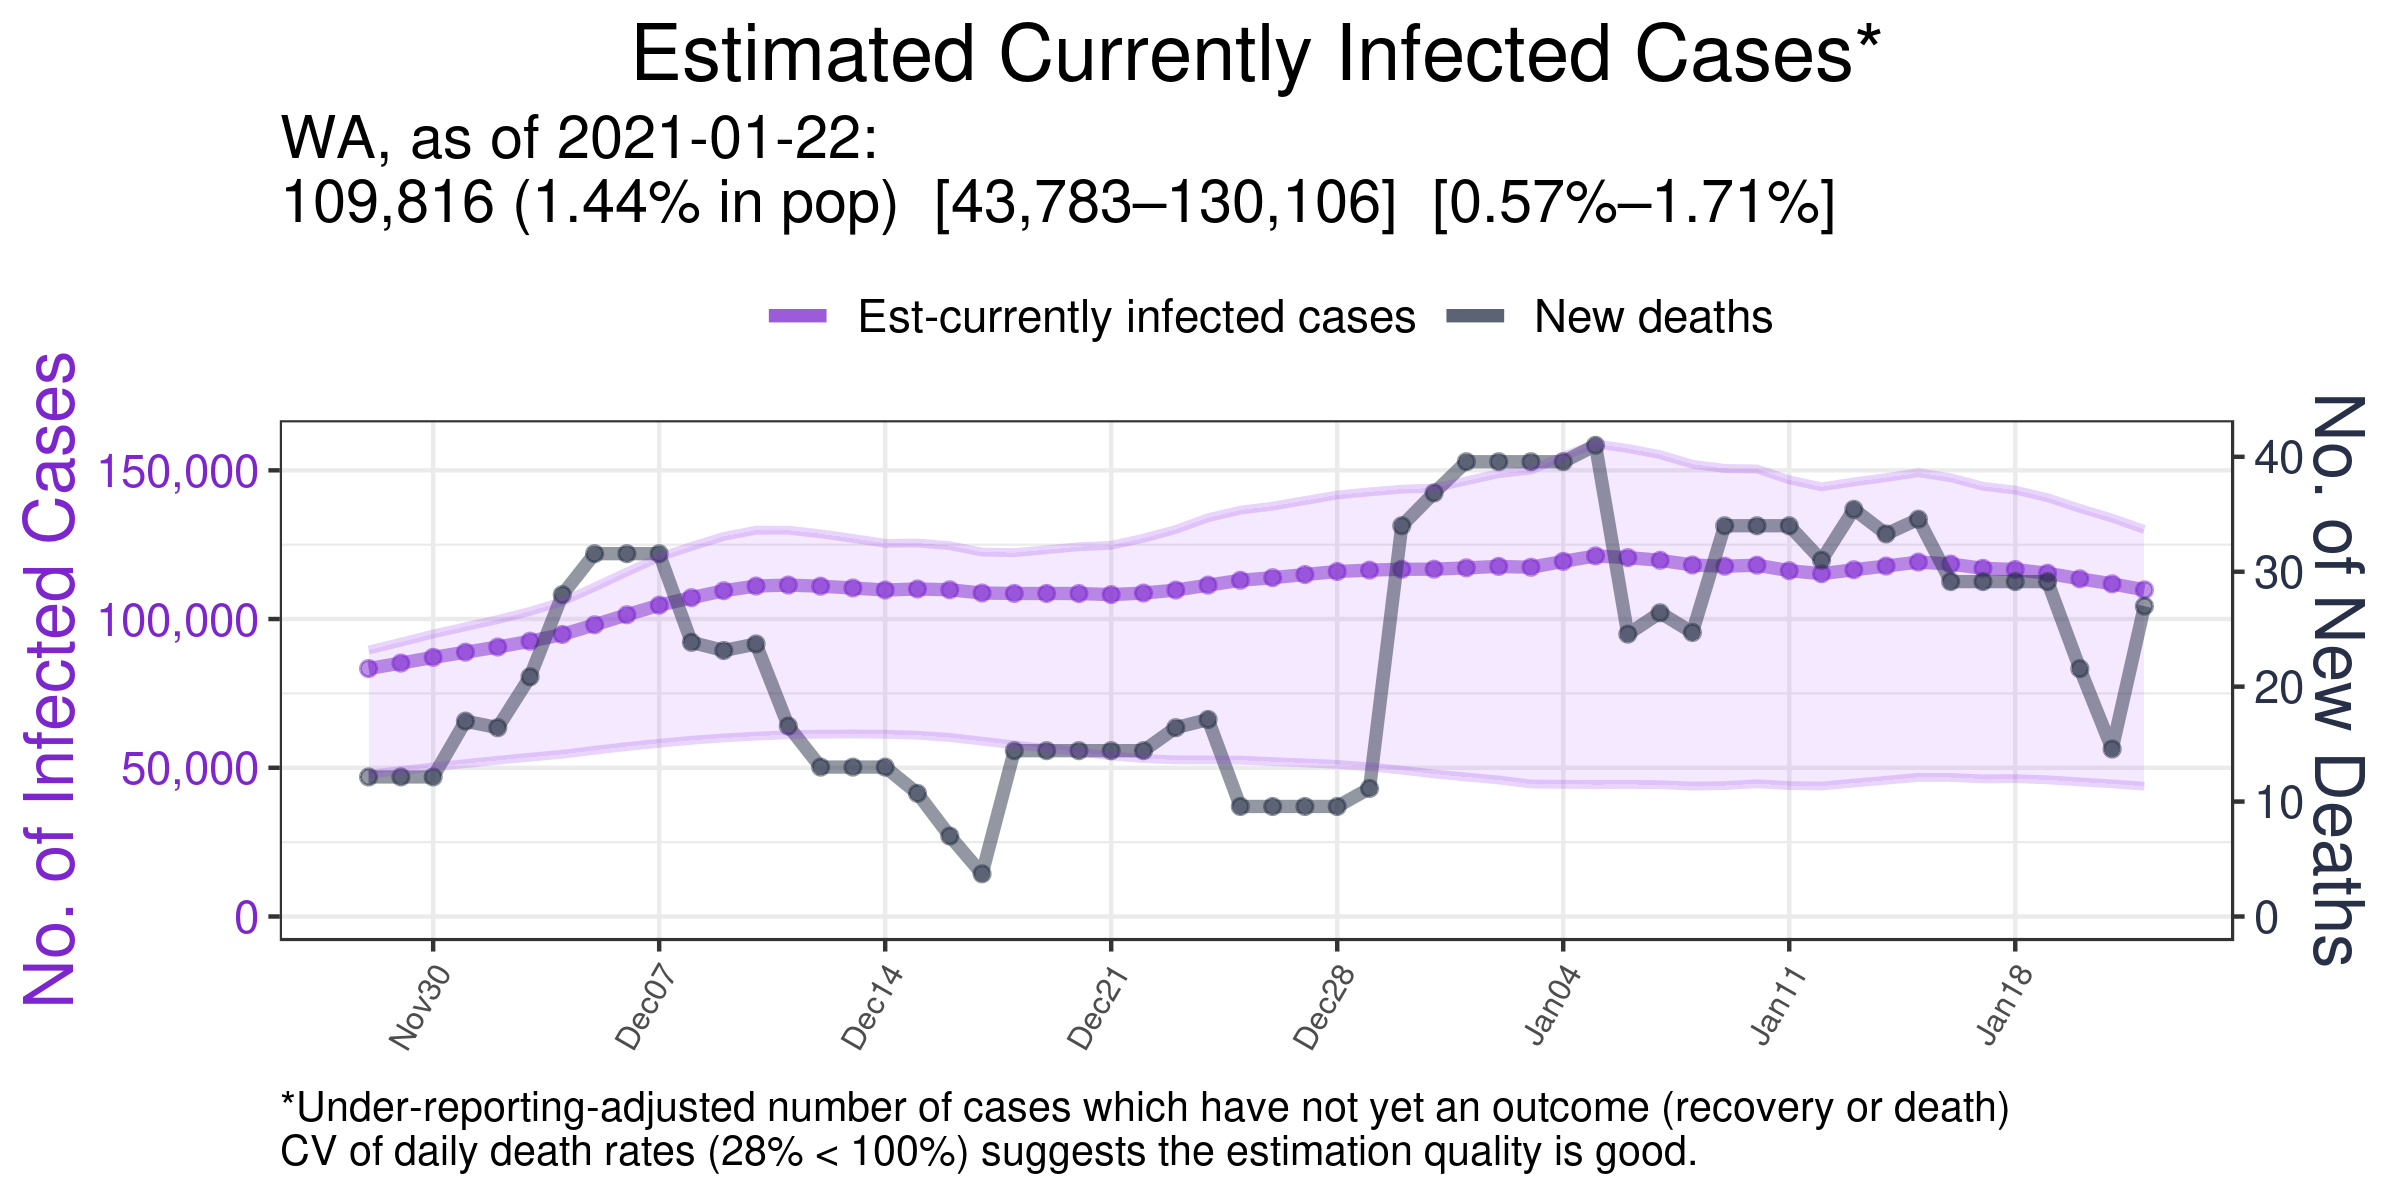 Estimated Currently Infected Cases*
WA, as of 2021-01-22:
109,816 (1.44% in pop)  [43,783–130,106]  [0.57%–1.71%]
Est-currently infected cases
New deaths
No. of Infected Cases
150,000
100,000
50,000
0
No. of New Deaths
40
30
20
10
0
Nov30
Dec07
Dec14
Dec21
Dec28
Jan04
Jan11
Jan18
*Under-reporting-adjusted number of cases which have not yet an outcome (recovery or death)
CV of daily death rates (28% < 100%) suggests the estimation quality is good.